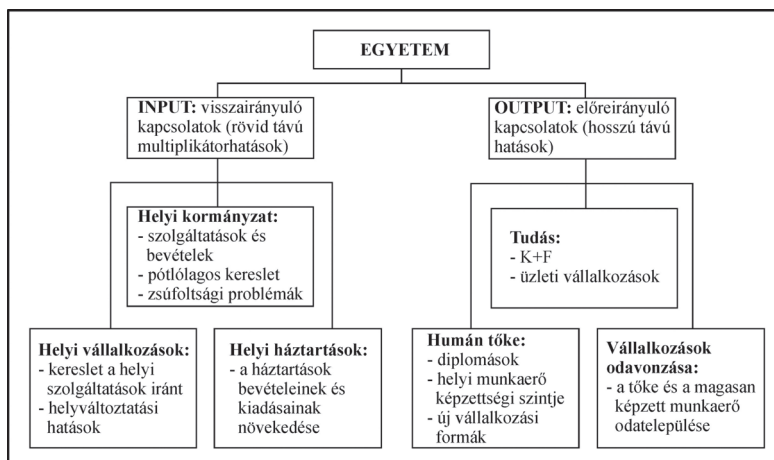 EGYETEM
INPUT: visszairányuló
kapcsolatok (rövid távú
multiplikátorhatások)
OUTPUT: előreirányuló
kapcsolatok (hosszú távú
hatások)
Helyi kormányzat:
- szolgáltatások és
bevételek
- pótlólagos kereslet
- zsúfoltsági problémák
Tudás:
- K+F
- üzleti vállalkozások
Helyi vállalkozások:
- kereslet a helyi
szolgáltatások iránt
- helyváltoztatási
hatások
Helyi háztartások:
- a háztartások
bevételeinek és
kiadásainak
növekedése
Humán tőke:
- diplomások
- helyi munkaerő
képzettségi szintje
- új vállalkozási
formák
Vállalkozások
odavonzása:
- a tőke és a magasan
képzett munkaerő
odatelepülése